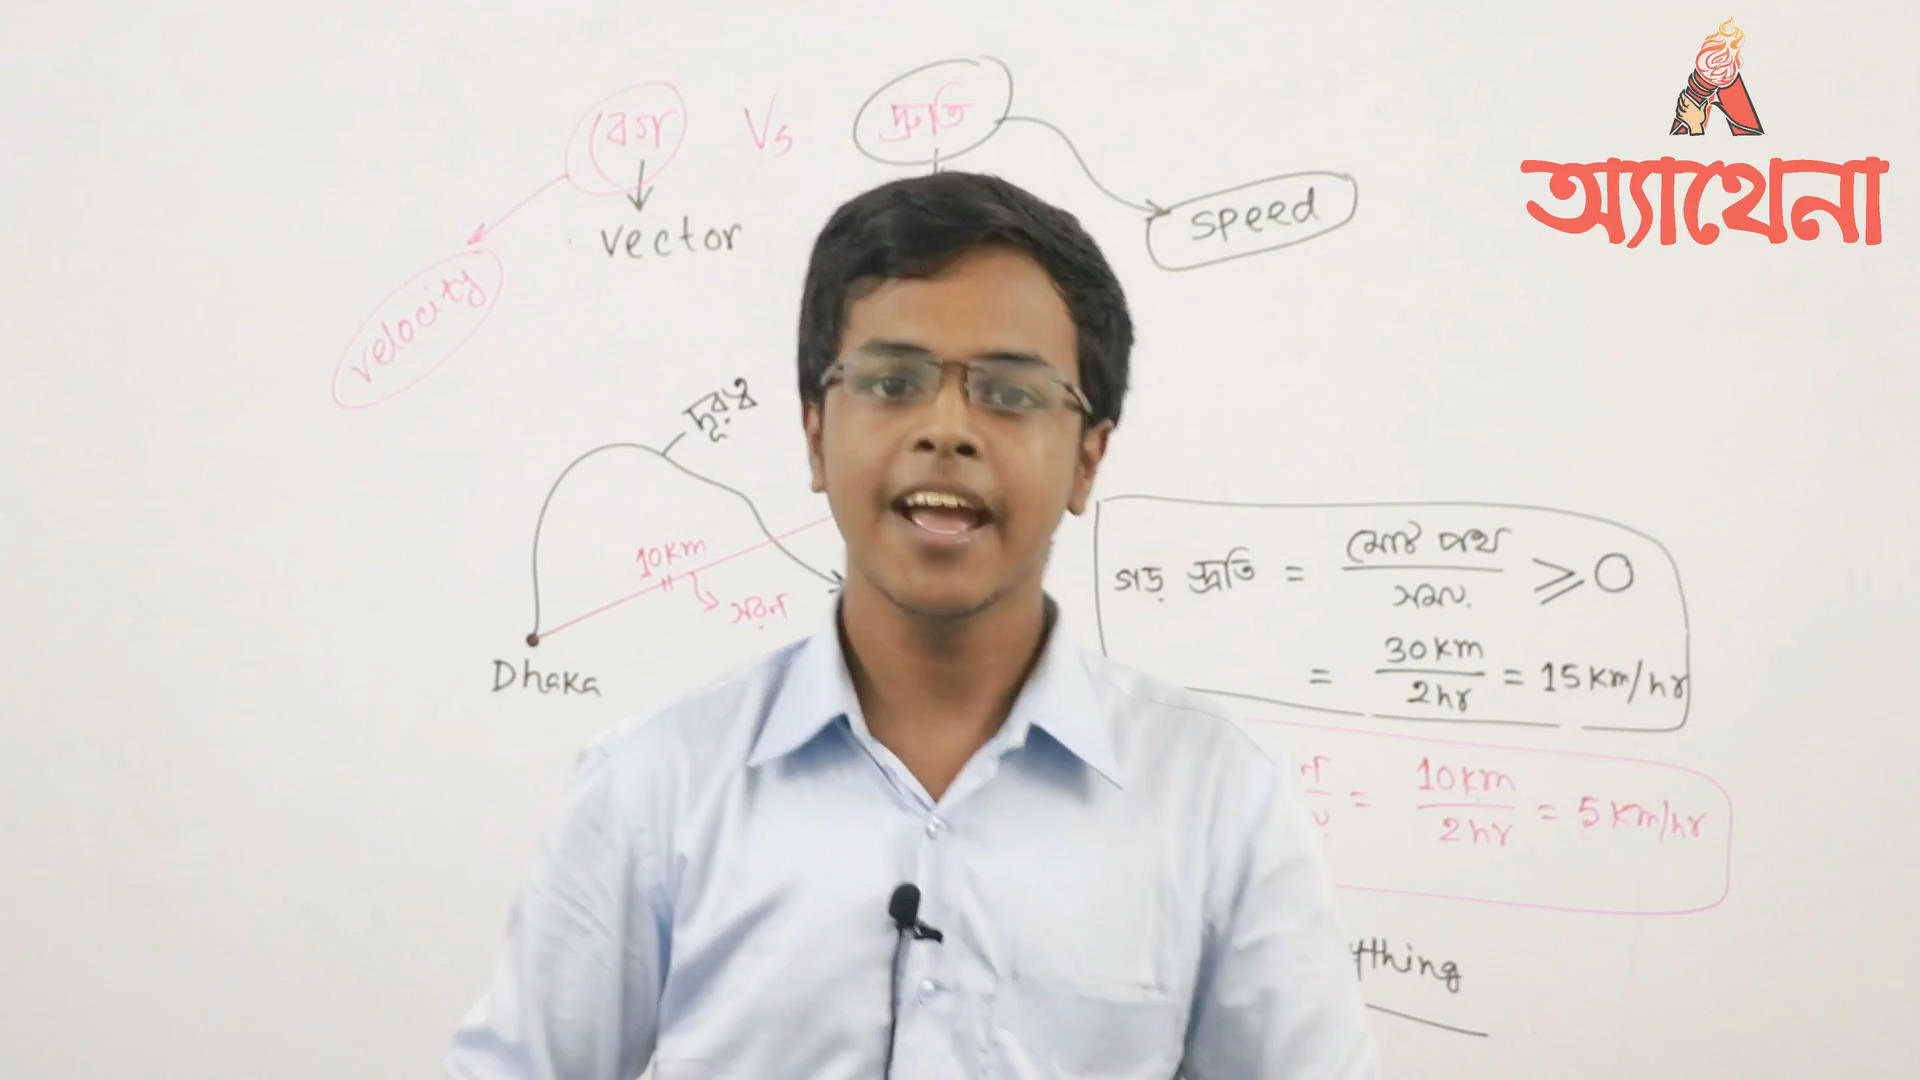 বেগ Vs দ্রুতি
অ্যাথেনা
vector
speed
velocity
দূরত্ব
10km
সরণ
Dhaka
গড় দ্রুতি = মোট পথ / সময় ≥ 0
= 30km / 2hr = 15km/hr
= 10km / 2hr = 5km/hr
thing